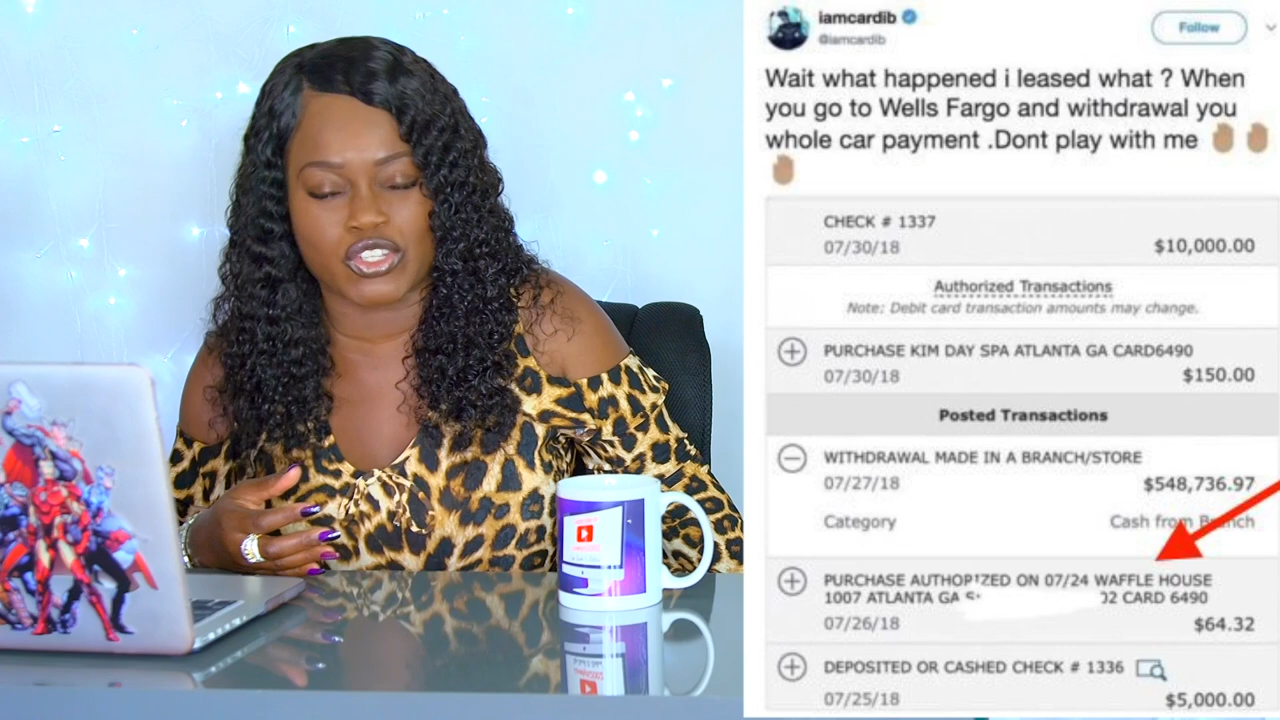 iamcardib
@iamcardib
Follow
Wait what happened i leased what ? When
you go to Wells Fargo and withdrawal you
whole car payment .Dont play with me
CHECK # 1337
07/30/18 $10,000.00
Authorized Transactions
Note: Debit card transaction amounts may change.
PURCHASE KIM DAY SPA ATLANTA GA CARD6490
07/30/18 $150.00
Posted Transactions
WITHDRAWAL MADE IN A BRANCH/STORE
07/27/18 $548,736.97
Category Cash from Branch
PURCHASE AUTHORIZED ON 07/24 WAFFLE HOUSE
1007 ATLANTA GA 02 CARD 6490
07/26/18 $64.32
DEPOSITED OR CASHED CHECK # 1336
07/25/18 $5,000.00